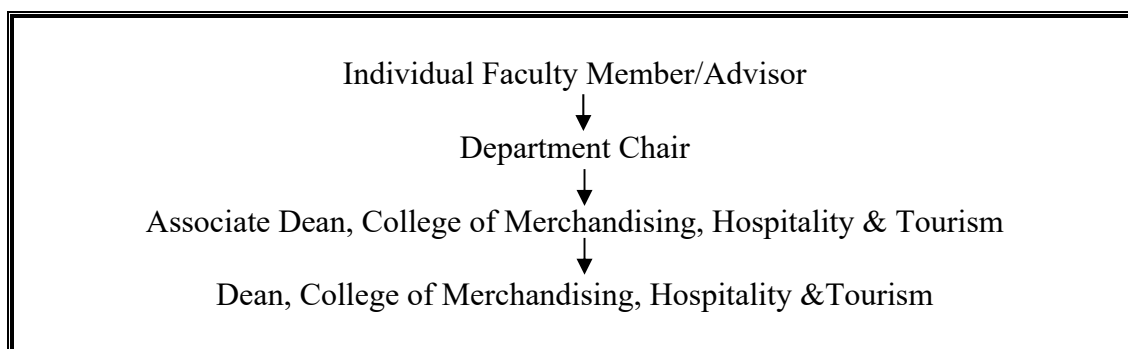 Individual Faculty Member/Advisor
Department Chair
Associate Dean, College of Merchandising, Hospitality & Tourism
Dean, College of Merchandising, Hospitality &Tourism